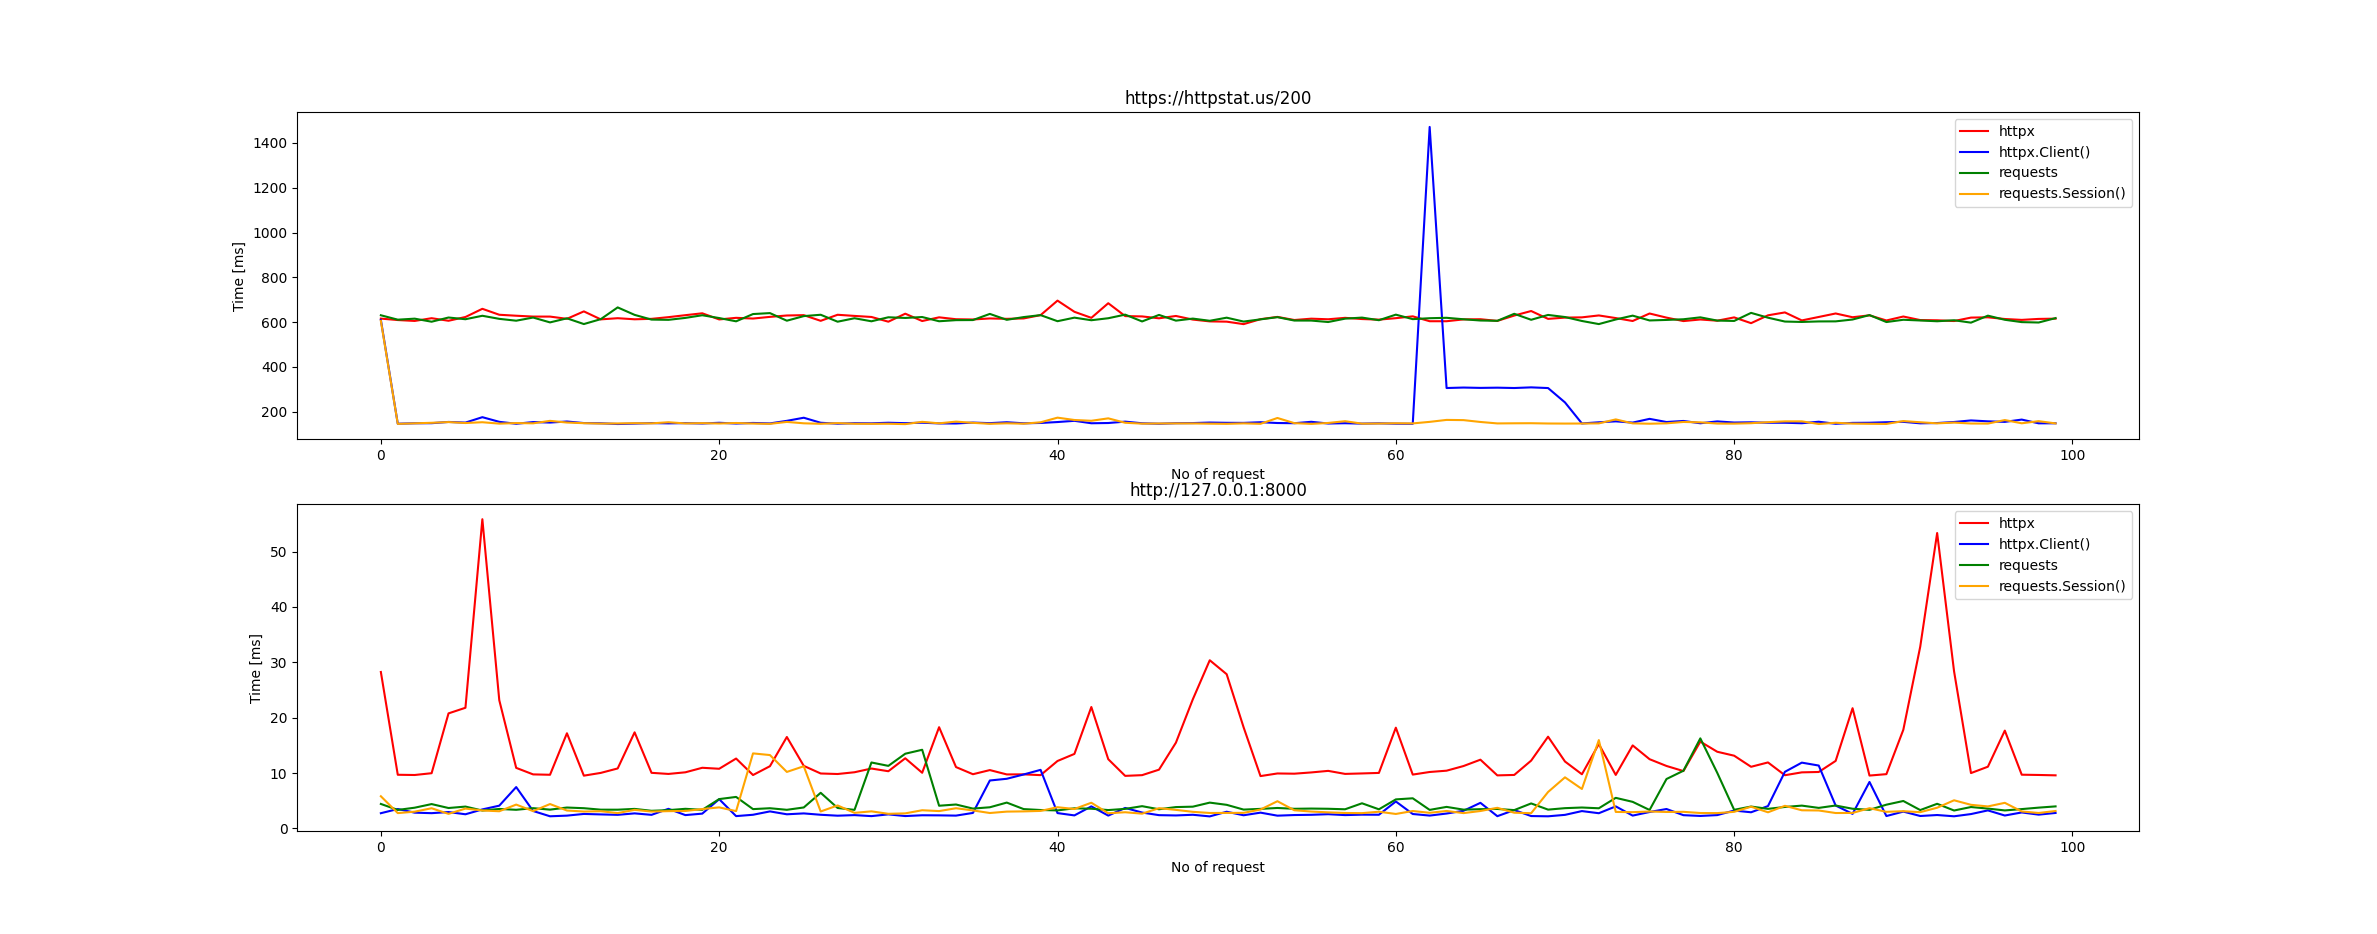 https://httpstat.us/200
1400
1200
1000
800
600
400
200
Time [ms]
httpx
httpx.Client()
requests
requests.Session()
0 20 40 60 80 100
No of request
http://127.0.0.1:8000
50
40
30
20
10
0
Time [ms]
httpx
httpx.Client()
requests
requests.Session()
0 20 40 60 80 100
No of request